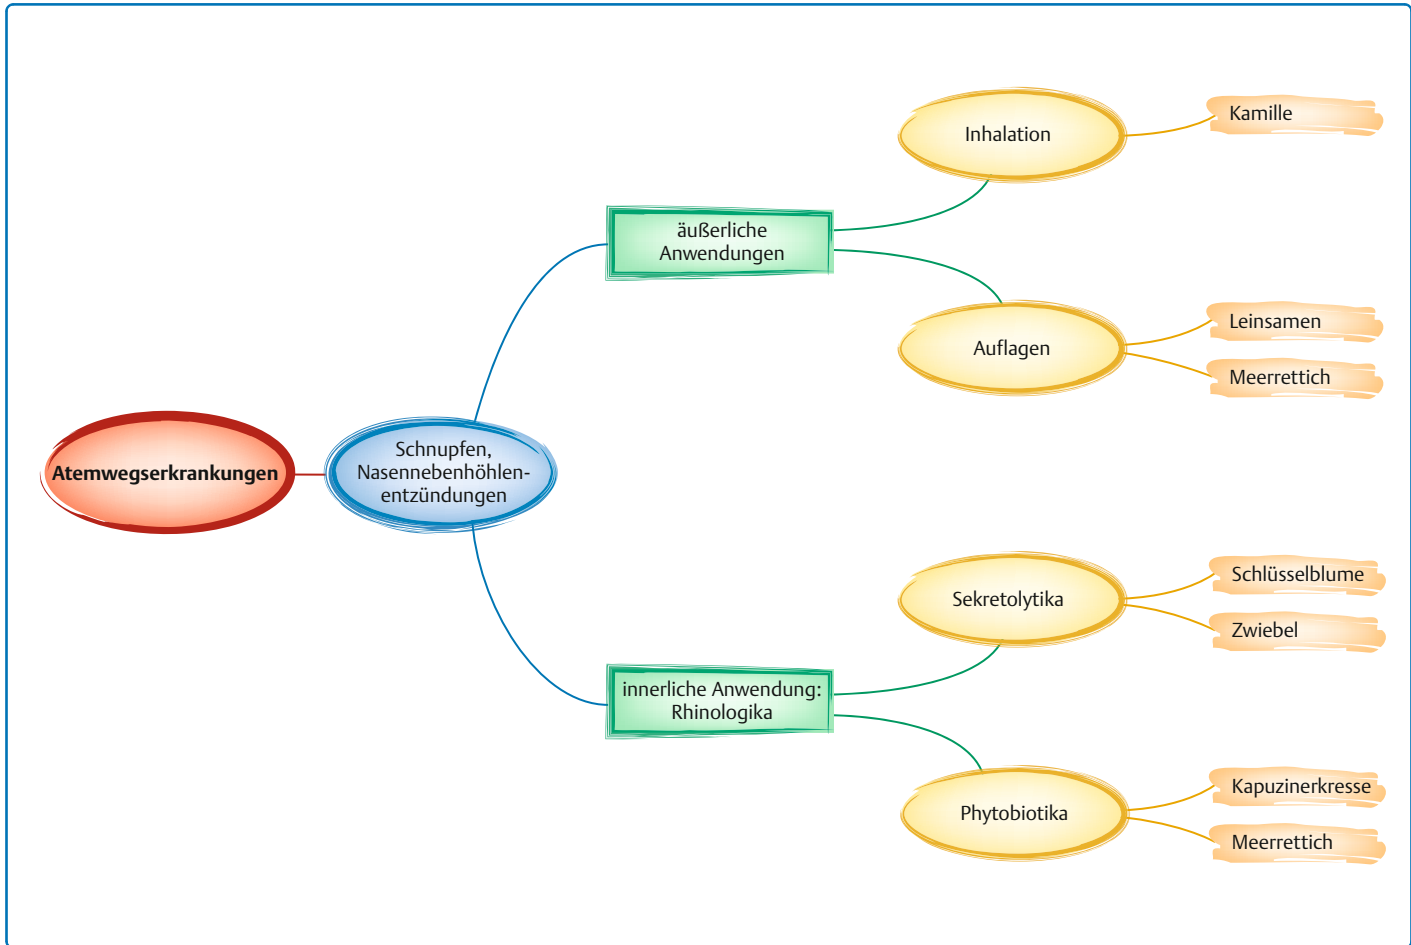 Atemwegserkrankungen
Schnupfen,
Nasennebenhöhlen-
entzündungen
äußerliche
Anwendungen
Inhalation
Kamille
Auflagen
Leinsamen
Meerrettich
innerliche Anwendung:
Rhinologika
Sekretolytika
Schlüsselblume
Zwiebel
Phytobiotika
Kapuzinerkresse
Meerrettich